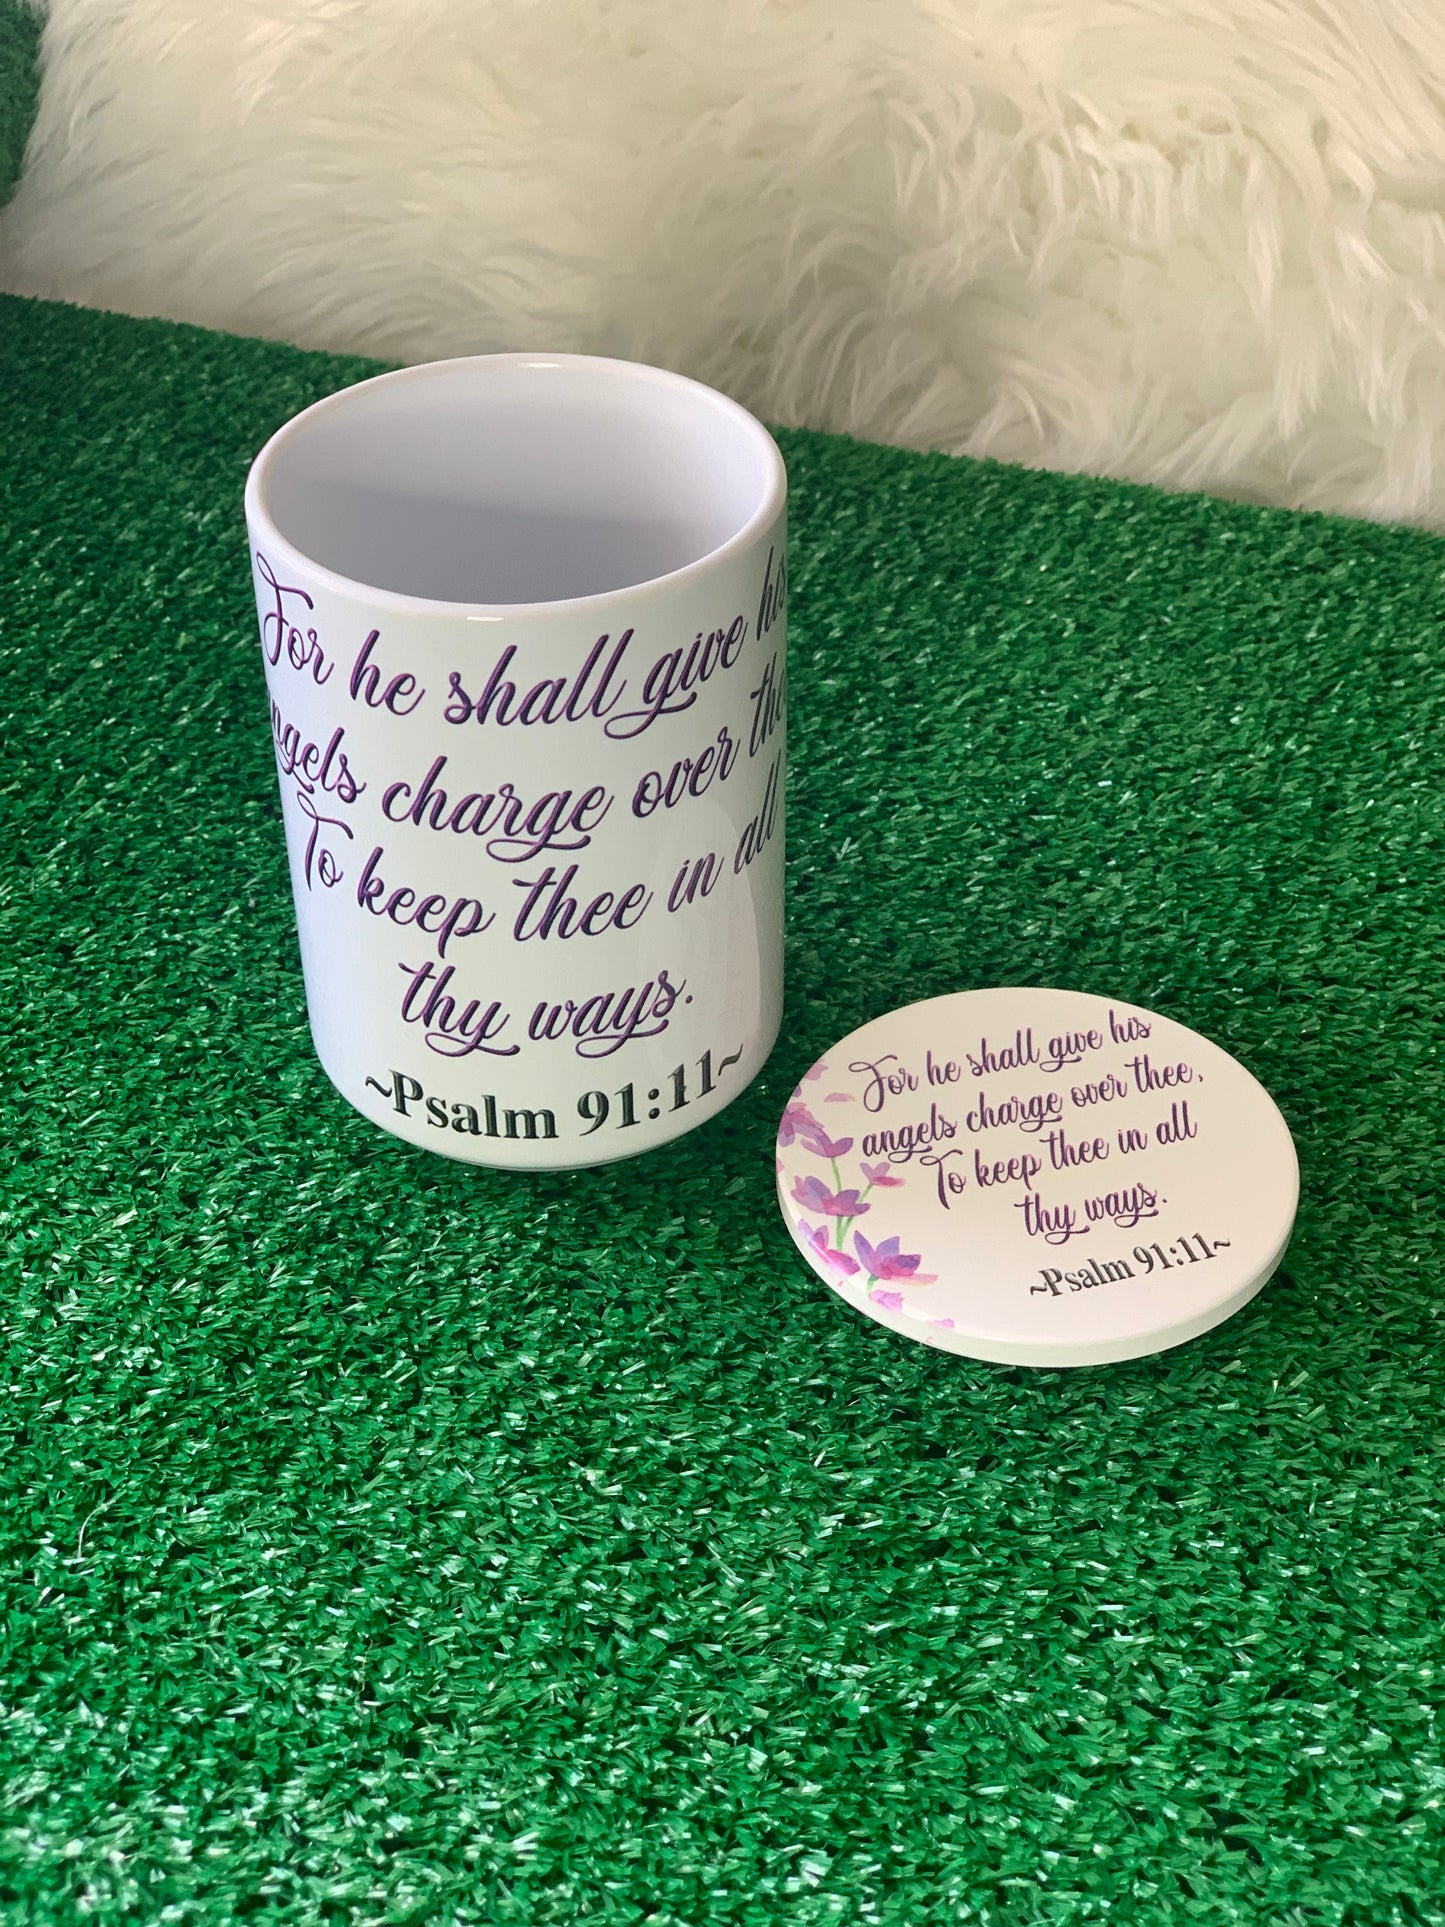 For he shall give his
angels charge over the
To keep thee in all
thy ways.
~Psalm 91:11~
For he shall give his
angels charge over thee,
To keep thee in all
thy ways.
~Psalm 91:11~